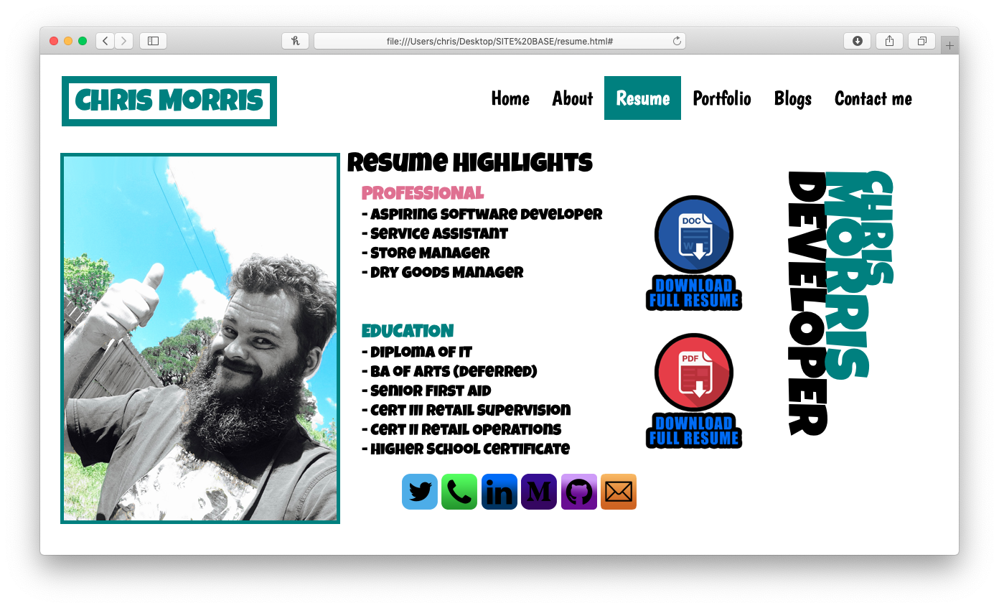 file:///Users/chris/Desktop/SITE%20BASE/resume.html#
CHRIS MORRIS
Home About Resume Portfolio Blogs Contact me
Resume Highlights
PROFESSIONAL
- Aspiring Software Developer
- Service Assistant
- Store Manager
- Dry Goods Manager
EDUCATION
- Diploma of IT
- BA of Arts (Deferred)
- Senior First Aid
- Cert III Retail Supervision
- Cert II Retail Operations
- Higher School Certificate
DOC
W
DOWNLOAD
FULL RESUME
PDF
DOWNLOAD
FULL RESUME
CHRIS
MORRIS
DEVELOPER
in
M